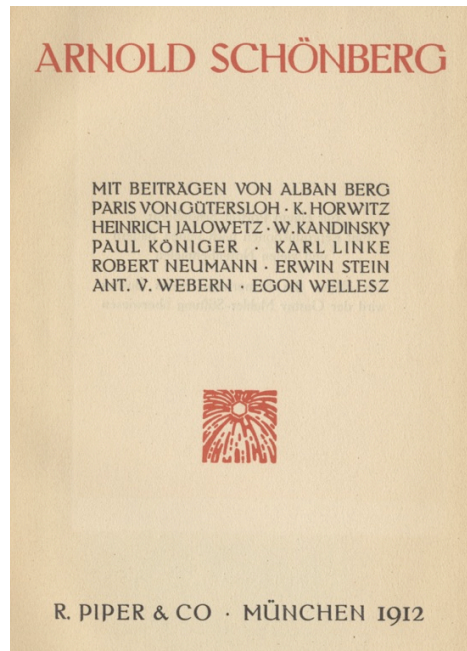 ARNOLD SCHÖNBERG
MIT BEITRÄGEN VON ALBAN BERG
PARIS VON GÜTERSLOH · K. HORWITZ
HEINRICH JALOWETZ · W. KANDINSKY
PAUL KÖNIGER · KARL LINKE
ROBERT NEUMANN · ERWIN STEIN
ANT. V. WEBERN · EGON WELLESZ
R. PIPER & CO · MÜNCHEN 1912